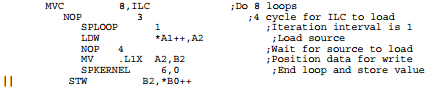 MVC 8,ILC ;Do 8 loops
NOP 3 ;4 cycle for ILC to load
SPLOOP 1 ;Iteration interval is 1
LDW *A1++,A2 ;Load source
NOP 4 ;Wait for source to load
MV .L1X A2,B2 ;Position data for write
SPKERNEL 6,0 ;End loop and store value
|| STW B2,*B0++